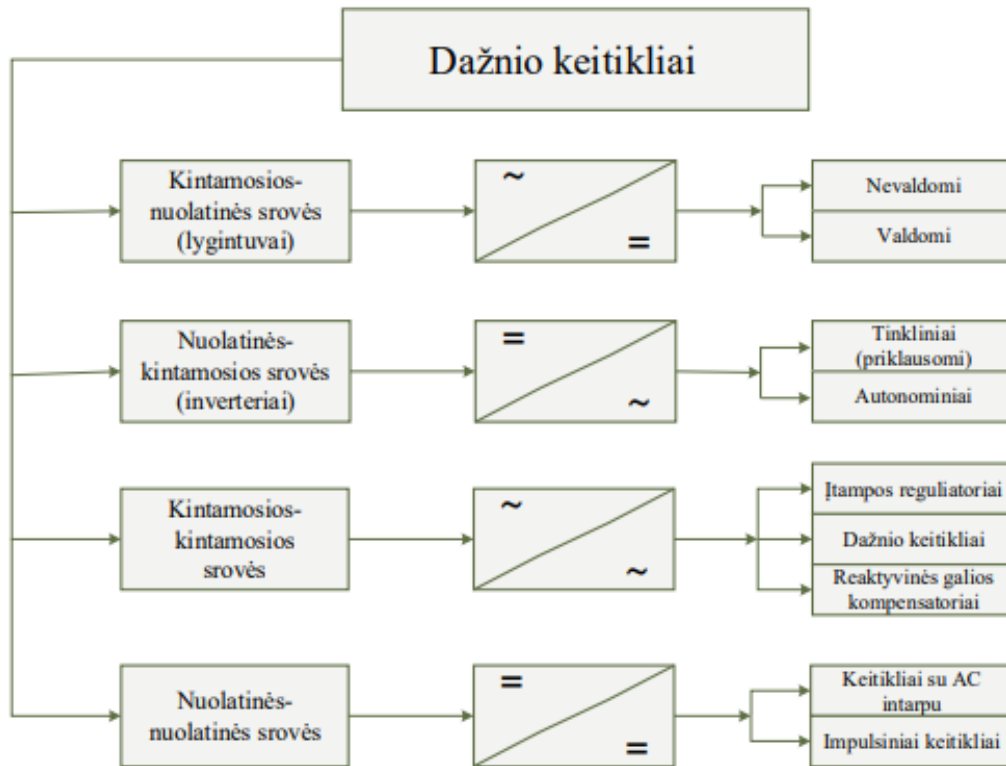 Dažnio keitikliai
Kintamosios-
nuolatinės srovės
(lygintuvai)
~
=
Nevaldomi
Valdomi
Nuolatinės-
kintamosios srovės
(inverteriai)
=
~
Tinkliniai
(priklausomi)
Autonominiai
Kintamosios-
kintamosios
srovės
~
~
Įtampos reguliatoriai
Dažnio keitikliai
Reaktyvinės galios
kompensatoriai
Nuolatinės-
nuolatinės srovės
=
=
Keitikliai su AC
intarpu
Impulsiniai keitikliai